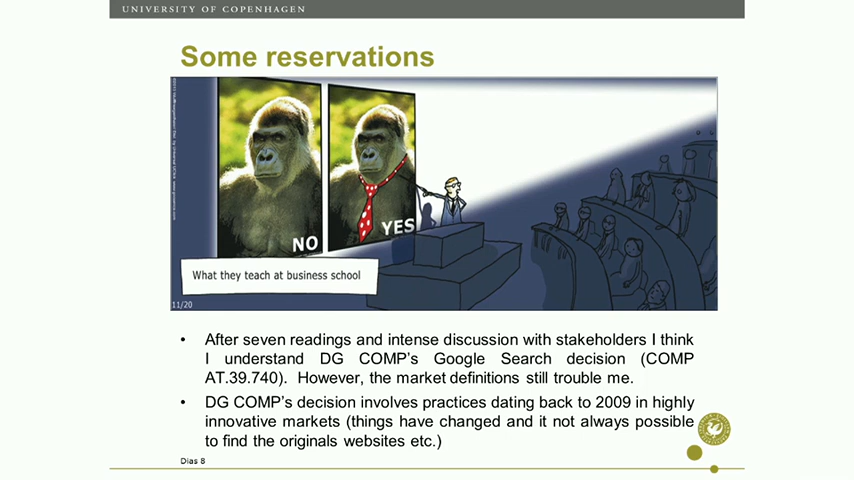 UNIVERSITY OF COPENHAGEN
Some reservations
NO
YES
What they teach at business school
11/20
• After seven readings and intense discussion with stakeholders I think
I understand DG COMP's Google Search decision (COMP
AT.39.740). However, the market definitions still trouble me.
• DG COMP's decision involves practices dating back to 2009 in highly
innovative markets (things have changed and it not always possible
to find the originals websites etc.)
Dias 8